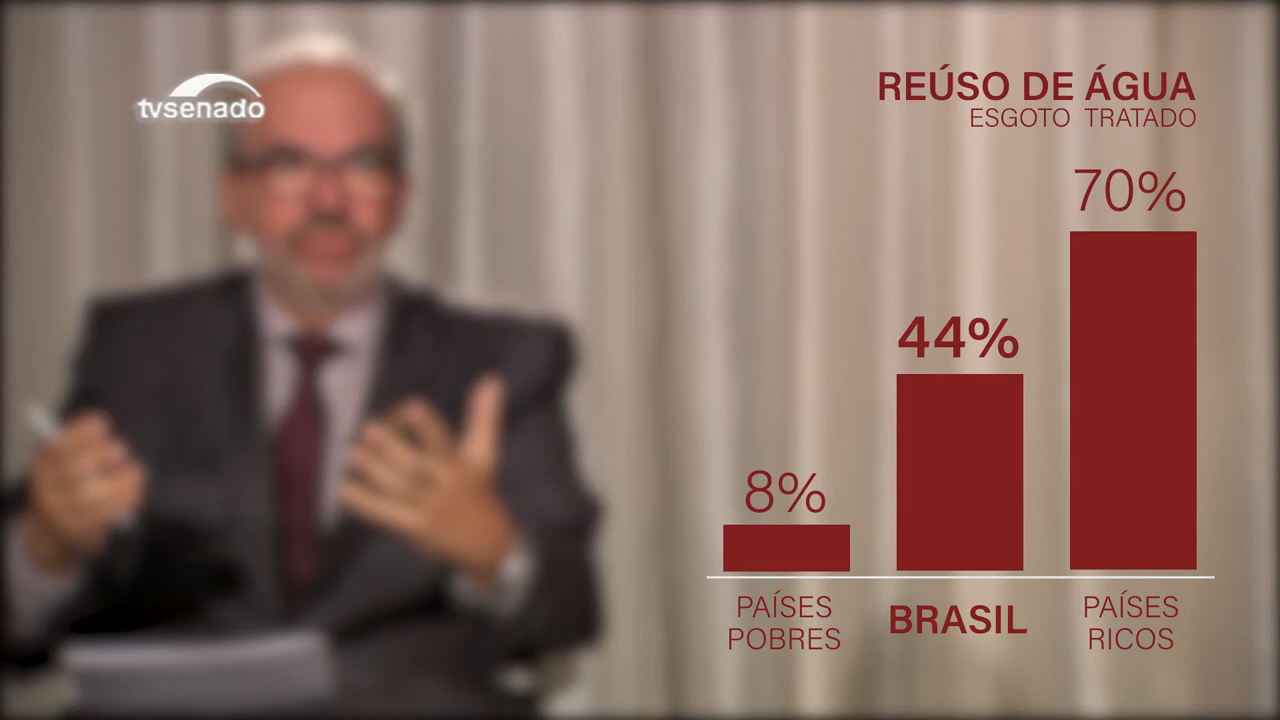 tvsenado
REÚSO DE ÁGUA
ESGOTO TRATADO
70%
44%
8%
PAÍSES
POBRES
BRASIL
PAÍSES
RICOS